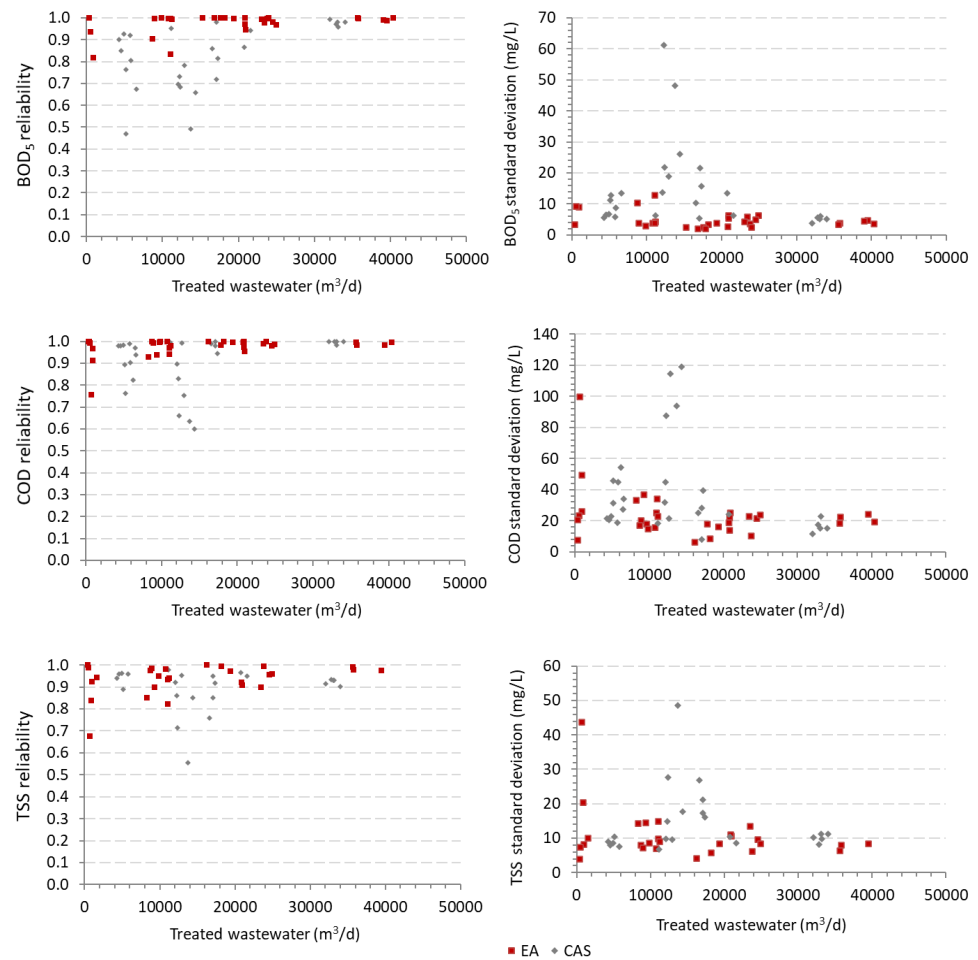 BOD5 reliability
1.0
0.9
0.8
0.7
0.6
0.5
0.4
0.3
0.2
0.1
0.0
0 10000 20000 30000 40000 50000
Treated wastewater (m3/d)
BOD5 standard deviation (mg/L)
70
60
50
40
30
20
10
0
0 10000 20000 30000 40000 50000
Treated wastewater (m3/d)
COD reliability
1.0
0.9
0.8
0.7
0.6
0.5
0.4
0.3
0.2
0.1
0.0
0 10000 20000 30000 40000 50000
Treated wastewater (m3/d)
COD standard deviation (mg/L)
140
120
100
80
60
40
20
0
0 10000 20000 30000 40000 50000
Treated wastewater (m3/d)
TSS reliability
1.0
0.9
0.8
0.7
0.6
0.5
0.4
0.3
0.2
0.1
0.0
0 10000 20000 30000 40000 50000
Treated wastewater (m3/d)
TSS standard deviation (mg/L)
60
50
40
30
20
10
0
0 10000 20000 30000 40000 50000
Treated wastewater (m3/d)
EA CAS